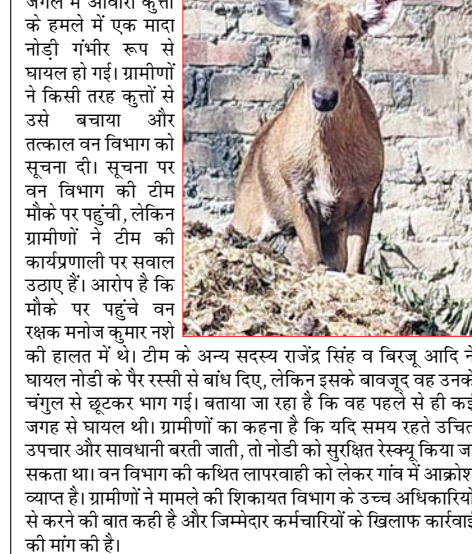 जंगल में आवारा कुत्तों
के हमले में एक मादा
नोड़ी गंभीर रूप से
घायल हो गई। ग्रामीणों
ने किसी तरह कुत्तों से
उसे बचाया और
तत्काल वन विभाग को
सूचना दी। सूचना पर
वन विभाग की टीम
मौके पर पहुंची, लेकिन
ग्रामीणों ने टीम की
कार्यप्रणाली पर सवाल
उठाए हैं। आरोप है कि
मौके पर पहुंचे वन
रक्षक मनोज कुमार नशे
की हालत में थे। टीम के अन्य सदस्य राजेंद्र सिंह व बिरजू आदि ने
घायल नोडी के पैर रस्सी से बांध दिए, लेकिन इसके बावजूद वह उनके
चंगुल से छूटकर भाग गई। बताया जा रहा है कि वह पहले से ही कई
जगह से घायल थी। ग्रामीणों का कहना है कि यदि समय रहते उचित
उपचार और सावधानी बरती जाती, तो नोडी को सुरक्षित रेस्क्यू किया जा
सकता था। वन विभाग की कथित लापरवाही को लेकर गांव में आक्रोश
व्याप्त है। ग्रामीणों ने मामले की शिकायत विभाग के उच्च अधिकारियों
से करने की बात कही है और जिम्मेदार कर्मचारियों के खिलाफ कार्रवाई
की मांग की है।